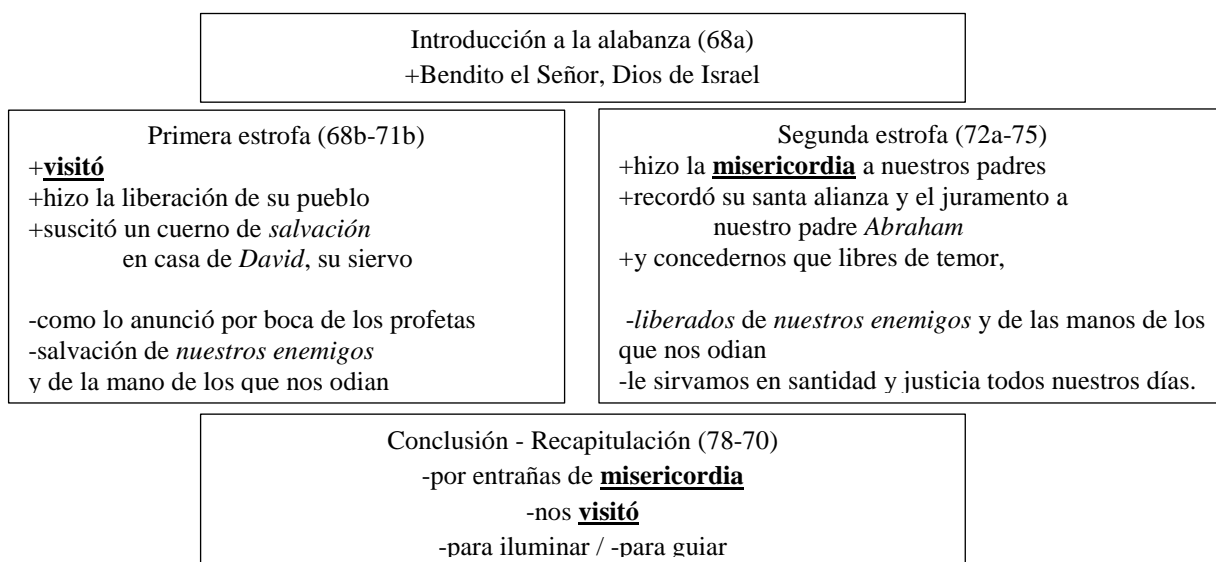 Introducción a la alabanza (68a)
+Bendito el Señor, Dios de Israel
Primera estrofa (68b-71b)
+visitó
+hizo la liberación de su pueblo
+suscitó un cuerno de salvación
en casa de David, su siervo
-como lo anunció por boca de los profetas
-salvación de nuestros enemigos
y de la mano de los que nos odian
Segunda estrofa (72a-75)
+hizo la misericordia a nuestros padres
+recordó su santa alianza y el juramento a
nuestro padre Abraham
+y concedernos que libres de temor,
-liberados de nuestros enemigos y de las manos de los
que nos odian
-le sirvamos en santidad y justicia todos nuestros días.
Conclusión - Recapitulación (78-70)
-por entrañas de misericordia
-nos visitó
-para iluminar / -para guiar